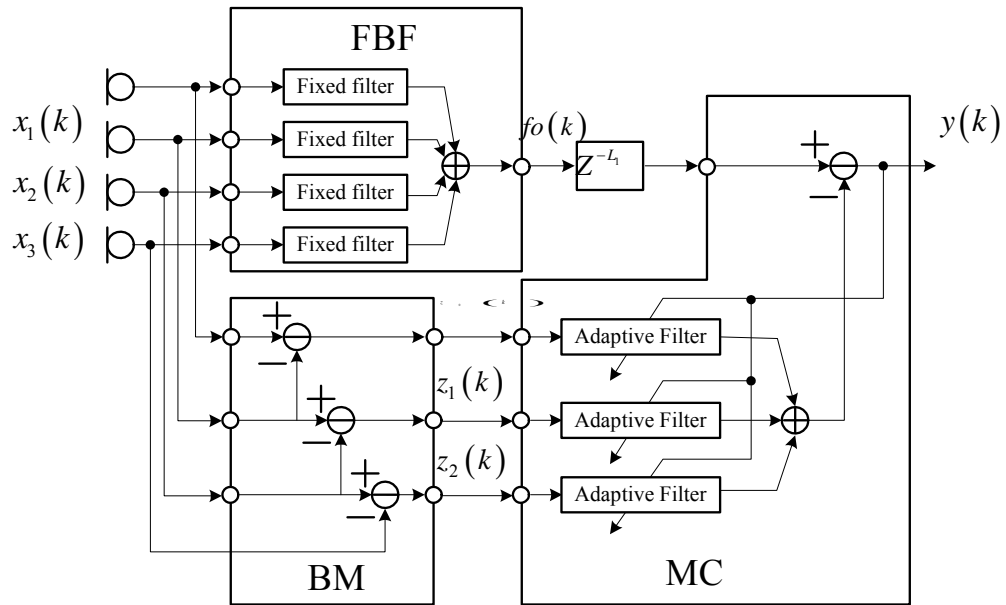 FBF
Fixed filter
Fixed filter
Fixed filter
Fixed filter
x₁(k)
x₂(k)
x₃(k)
fo(k)
Z^{-L₁}
+
−
y(k)
+
−
+
−
+
−
z₁(k)
z₂(k)
BM
Adaptive Filter
Adaptive Filter
Adaptive Filter
MC